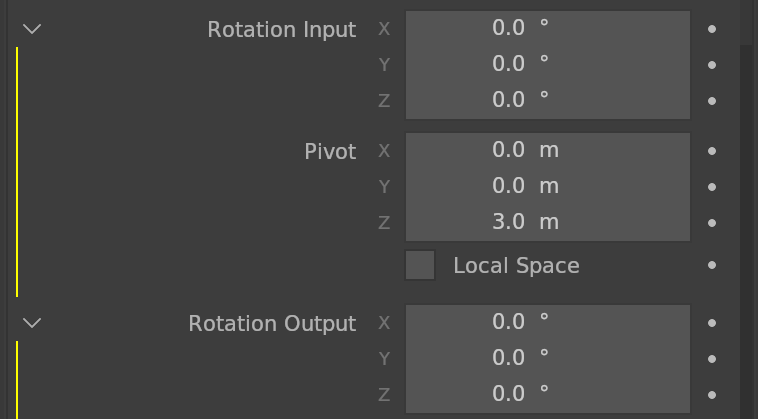 Rotation Input X 0.0 °
Y 0.0 °
Z 0.0 °
Pivot X 0.0 m
Y 0.0 m
Z 3.0 m
Local Space
Rotation Output X 0.0 °
Y 0.0 °
Z 0.0 °